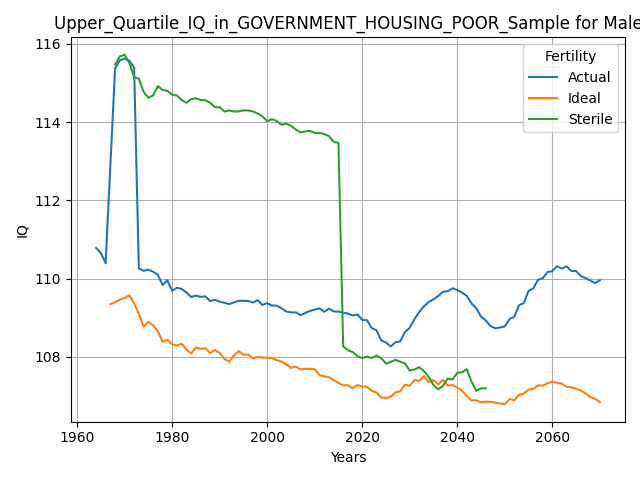 Upper_Quartile_IQ_in_GOVERNMENT_HOUSING_POOR_Sample for Male
Fertility
Actual
Ideal
Sterile
116
114
112
110
108
IQ
1960 1980 2000 2020 2040 2060
Years